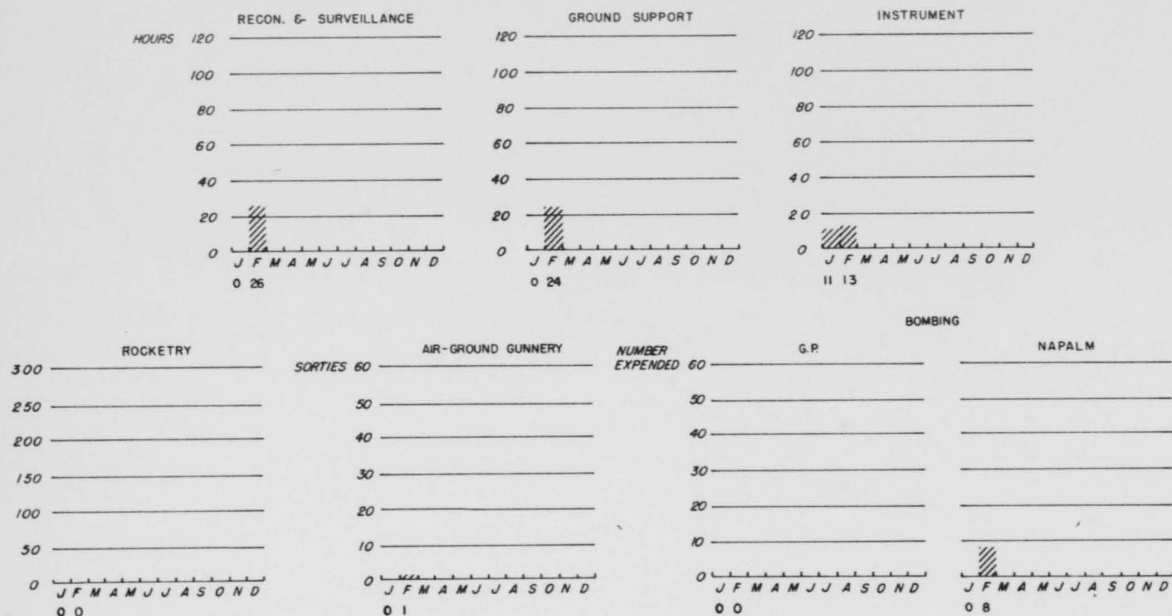 RECON. & SURVEILLANCE
HOURS 120
100
80
60
40
20
0
J F M A M J J A S O N D
0 26
GROUND SUPPORT
120
100
80
60
40
20
0
J F M A M J J A S O N D
0 24
INSTRUMENT
120
100
80
60
40
20
0
J F M A M J J A S O N D
11 13
ROCKETRY
300
250
200
150
100
50
0
J F M A M J J A S O N D
0 0
AIR-GROUND GUNNERY
SORTIES 60
50
40
30
20
10
0
J F M A M J J A S O N D
0 1
BOMBING
G.P.
NUMBER
EXPENDED 60
50
40
30
20
10
0
J F M A M J J A S O N D
0 0
NAPALM
J F M A M J J A S O N D
0 8